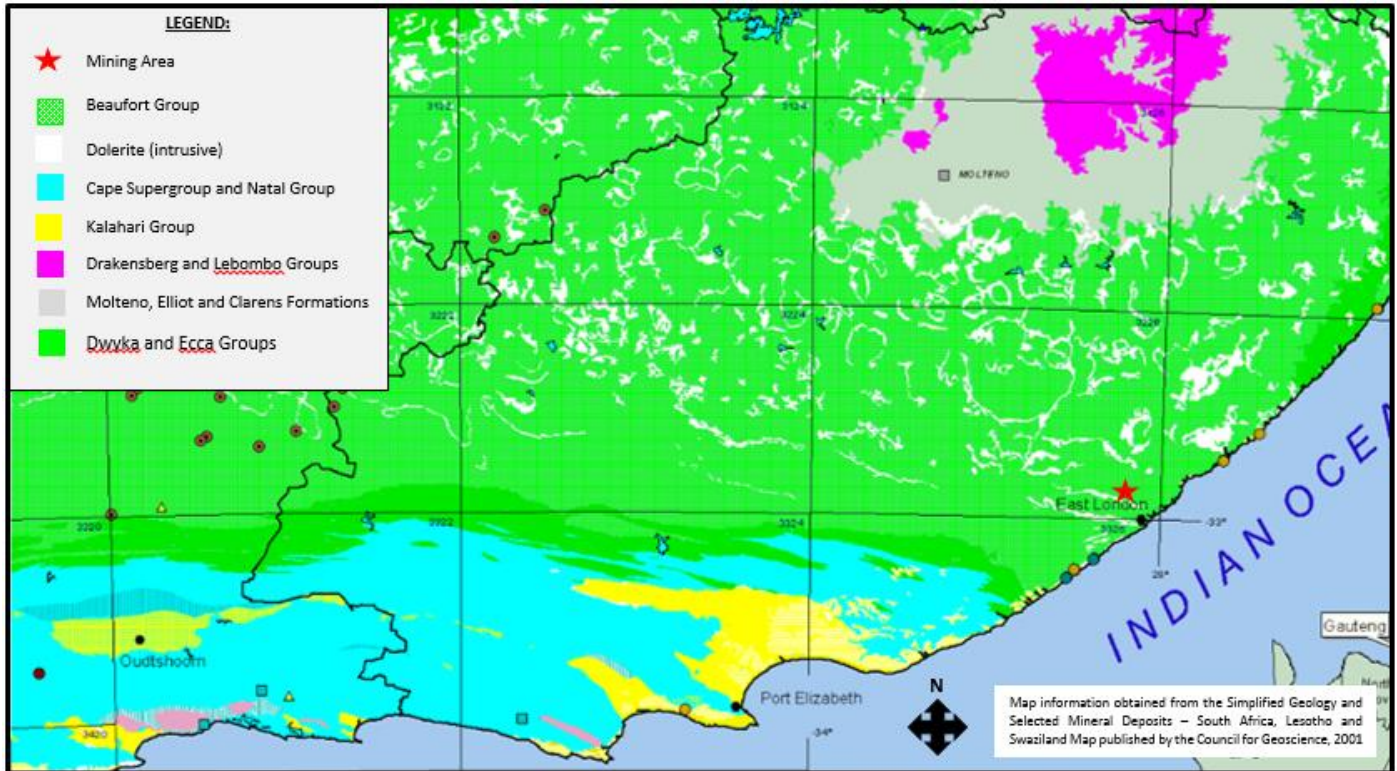 LEGEND:
Mining Area
Beaufort Group
Dolerite (intrusive)
Cape Supergroup and Natal Group
Kalahari Group
Drakensberg and Lebombo Groups
Molteno, Elliot and Clarens Formations
Dwyka and Ecca Groups
3122
3124
3126
MOLTENO
3222
3224
3228
East London
3320
3322
3324
3326
-33°
28°
INDIAN OCEA
Oudtshoorn
Port Elizabeth
3420
-34°
N
Gauteng
Map information obtained from the Simplified Geology and
Selected Mineral Deposits – South Africa, Lesotho and
Swaziland Map published by the Council for Geoscience, 2001